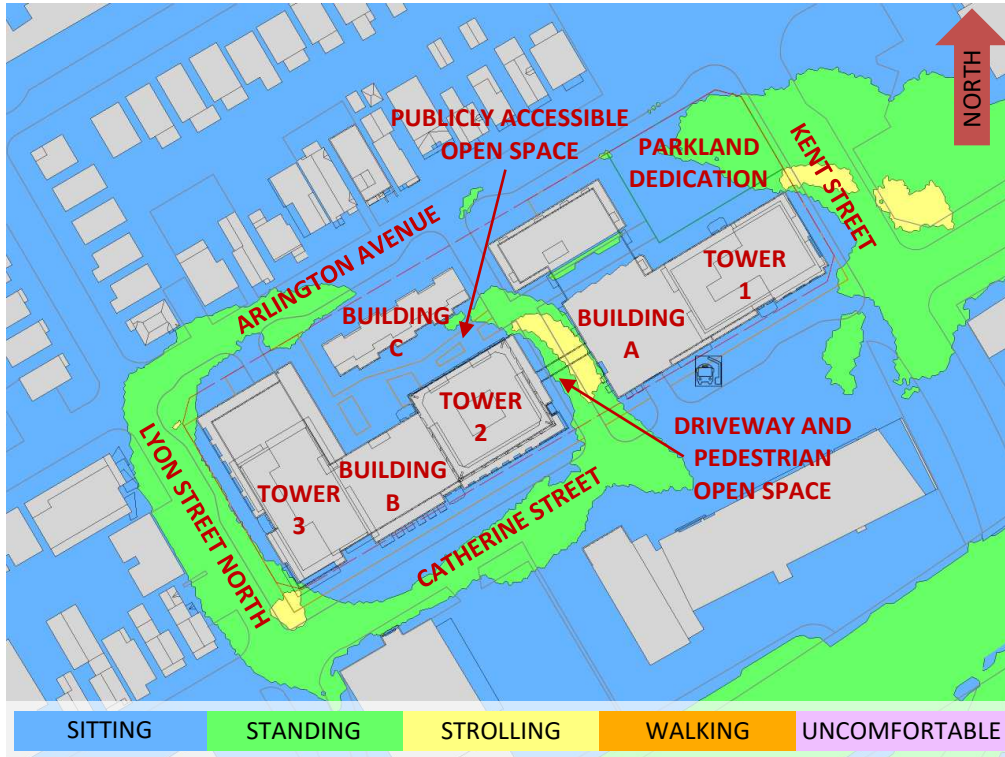 NORTH
PUBLICLY ACCESSIBLE
OPEN SPACE
PARKLAND
DEDICATION
KENT STREET
ARLINGTON AVENUE
TOWER
1
BUILDING
C
BUILDING
A
TOWER
2
DRIVEWAY AND
PEDESTRIAN
OPEN SPACE
LYON STREET NORTH
TOWER
3
BUILDING
B
CATHERINE STREET
SITTING
STANDING
STROLLING
WALKING
UNCOMFORTABLE